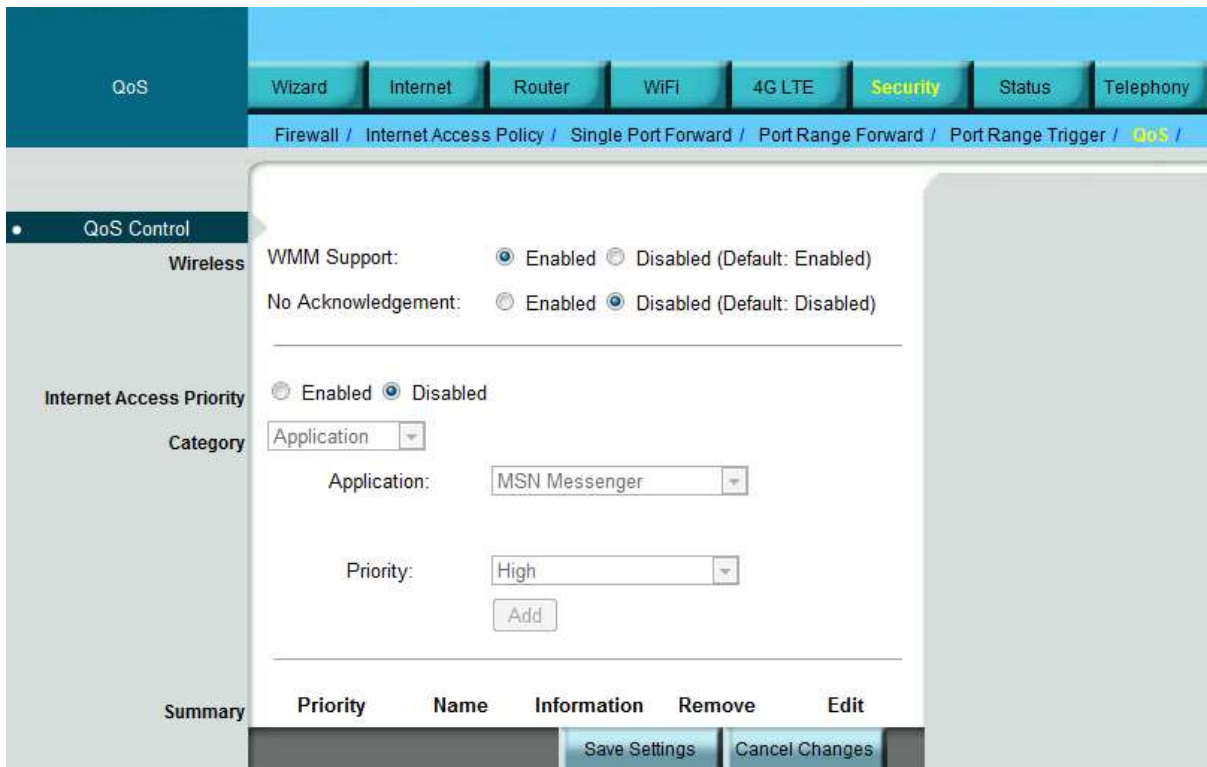 QoS
Wizard Internet Router WiFi 4G LTE Security Status Telephony
Firewall / Internet Access Policy / Single Port Forward / Port Range Forward / Port Range Trigger / QoS /
QoS Control
Wireless
WMM Support: Enabled Disabled (Default: Enabled)
No Acknowledgement: Enabled Disabled (Default: Disabled)
Internet Access Priority Enabled Disabled
Category Application
Application: MSN Messenger
Priority: High
Add
Summary Priority Name Information Remove Edit
Save Settings Cancel Changes